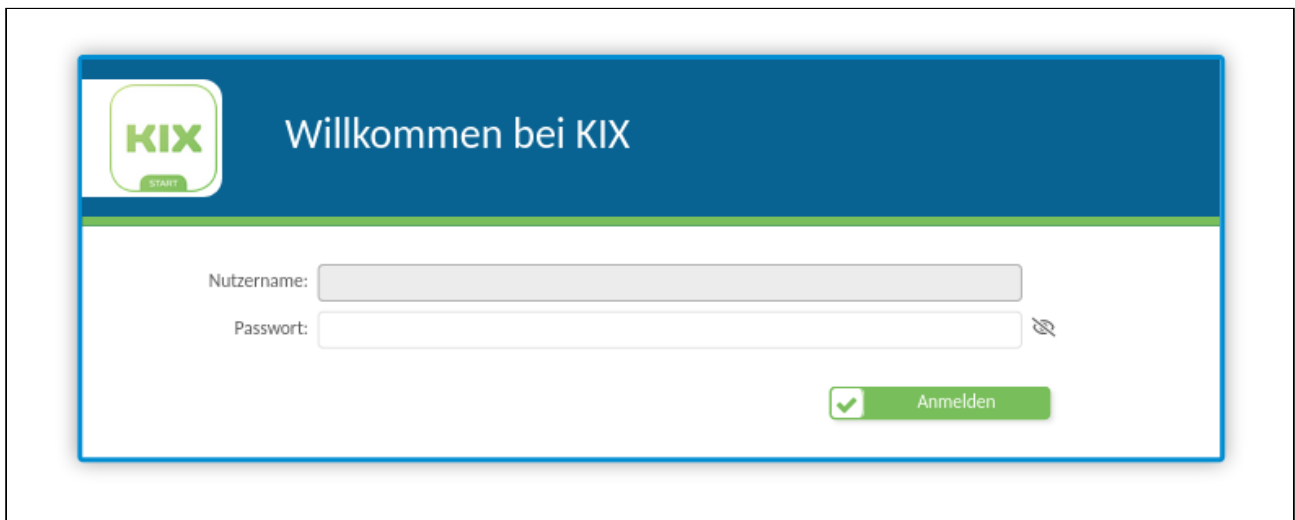 KIX
START
Willkommen bei KIX
Nutzername:
Passwort:
Anmelden